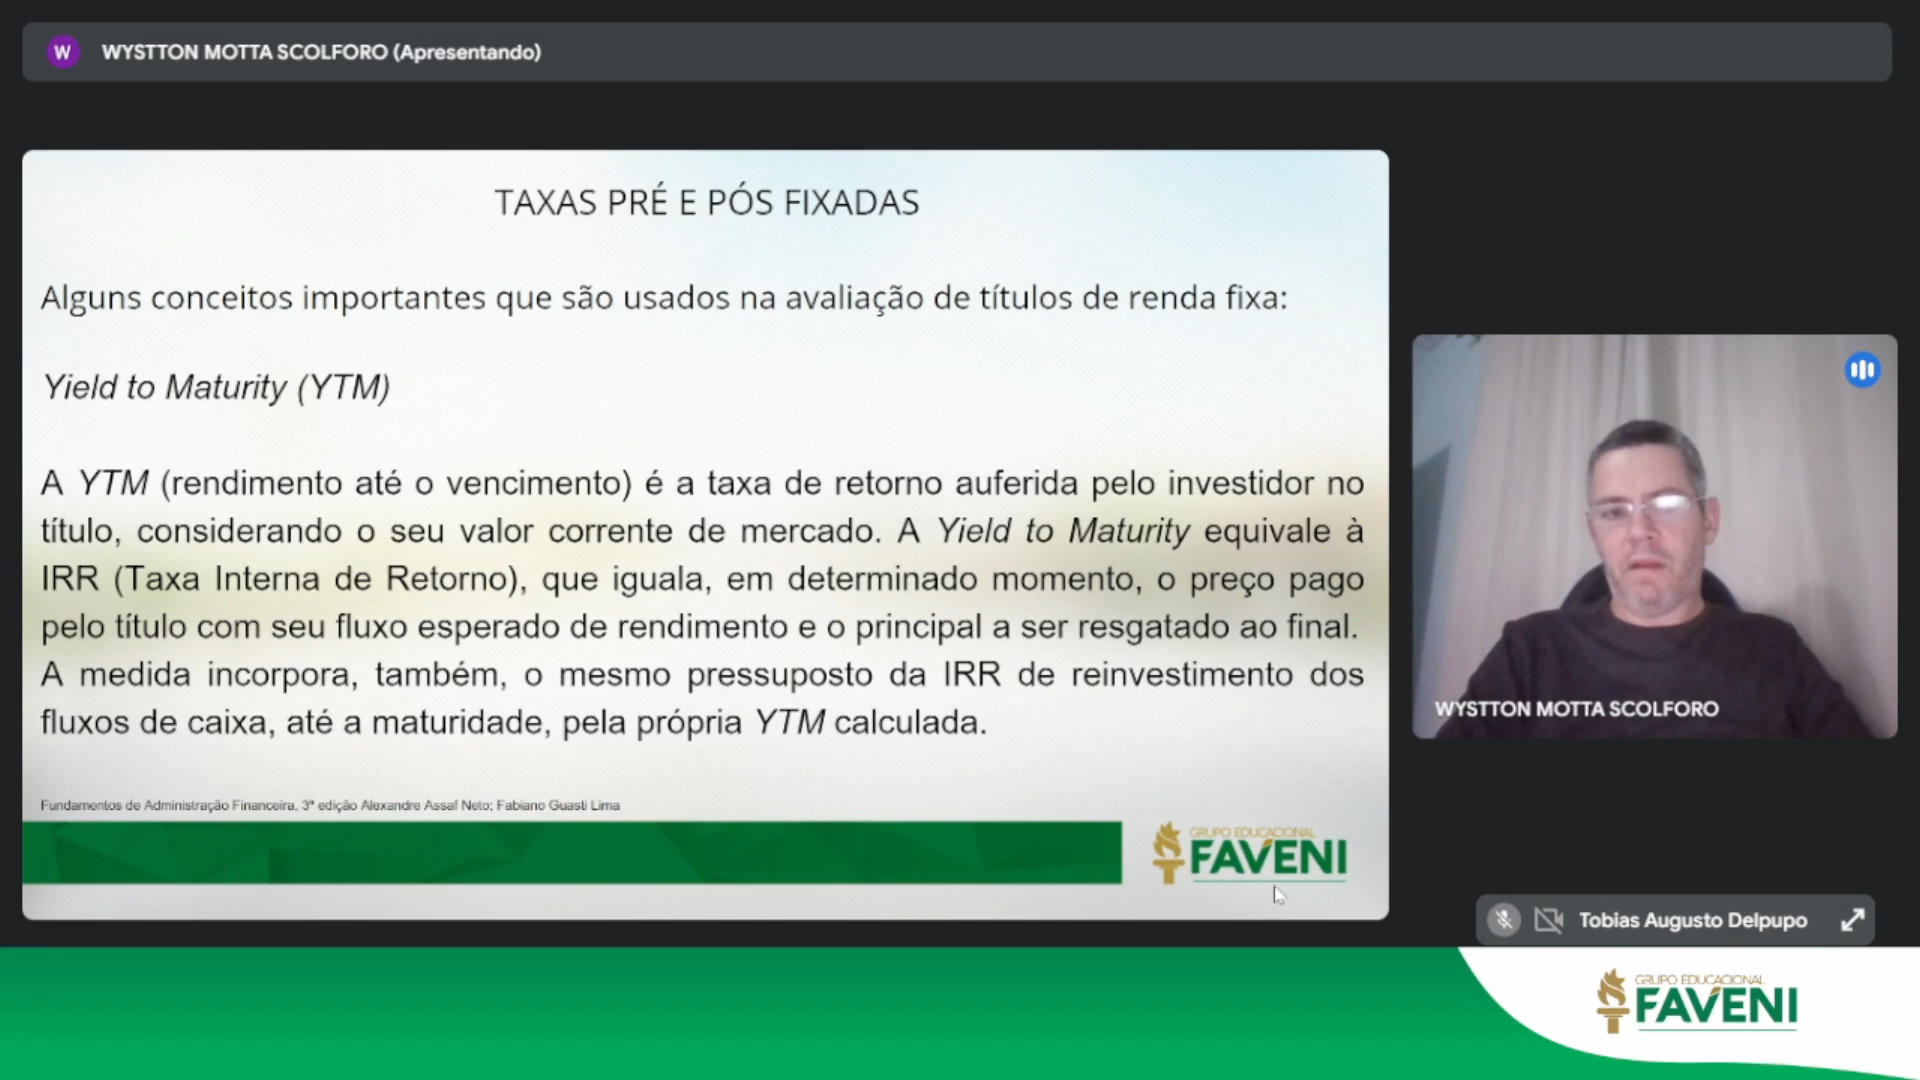 W WYSTTON MOTTA SCOLFORO (Apresentando)
TAXAS PRÉ E PÓS FIXADAS
Alguns conceitos importantes que são usados na avaliação de títulos de renda fixa:
Yield to Maturity (YTM)
A YTM (rendimento até o vencimento) é a taxa de retorno auferida pelo investidor no
título, considerando o seu valor corrente de mercado. A Yield to Maturity equivale à
IRR (Taxa Interna de Retorno), que iguala, em determinado momento, o preço pago
pelo título com seu fluxo esperado de rendimento e o principal a ser resgatado ao final.
A medida incorpora, também, o mesmo pressuposto da IRR de reinvestimento dos
fluxos de caixa, até a maturidade, pela própria YTM calculada.
Fundamentos de Administração Financeira, 3ª edição Alexandre Assaf Neto; Fabiano Guasti Lima
GRUPO EDUCACIONAL
FAVENI
WYSTTON MOTTA SCOLFORO
Tobias Augusto Delpupo
GRUPO EDUCACIONAL
FAVENI